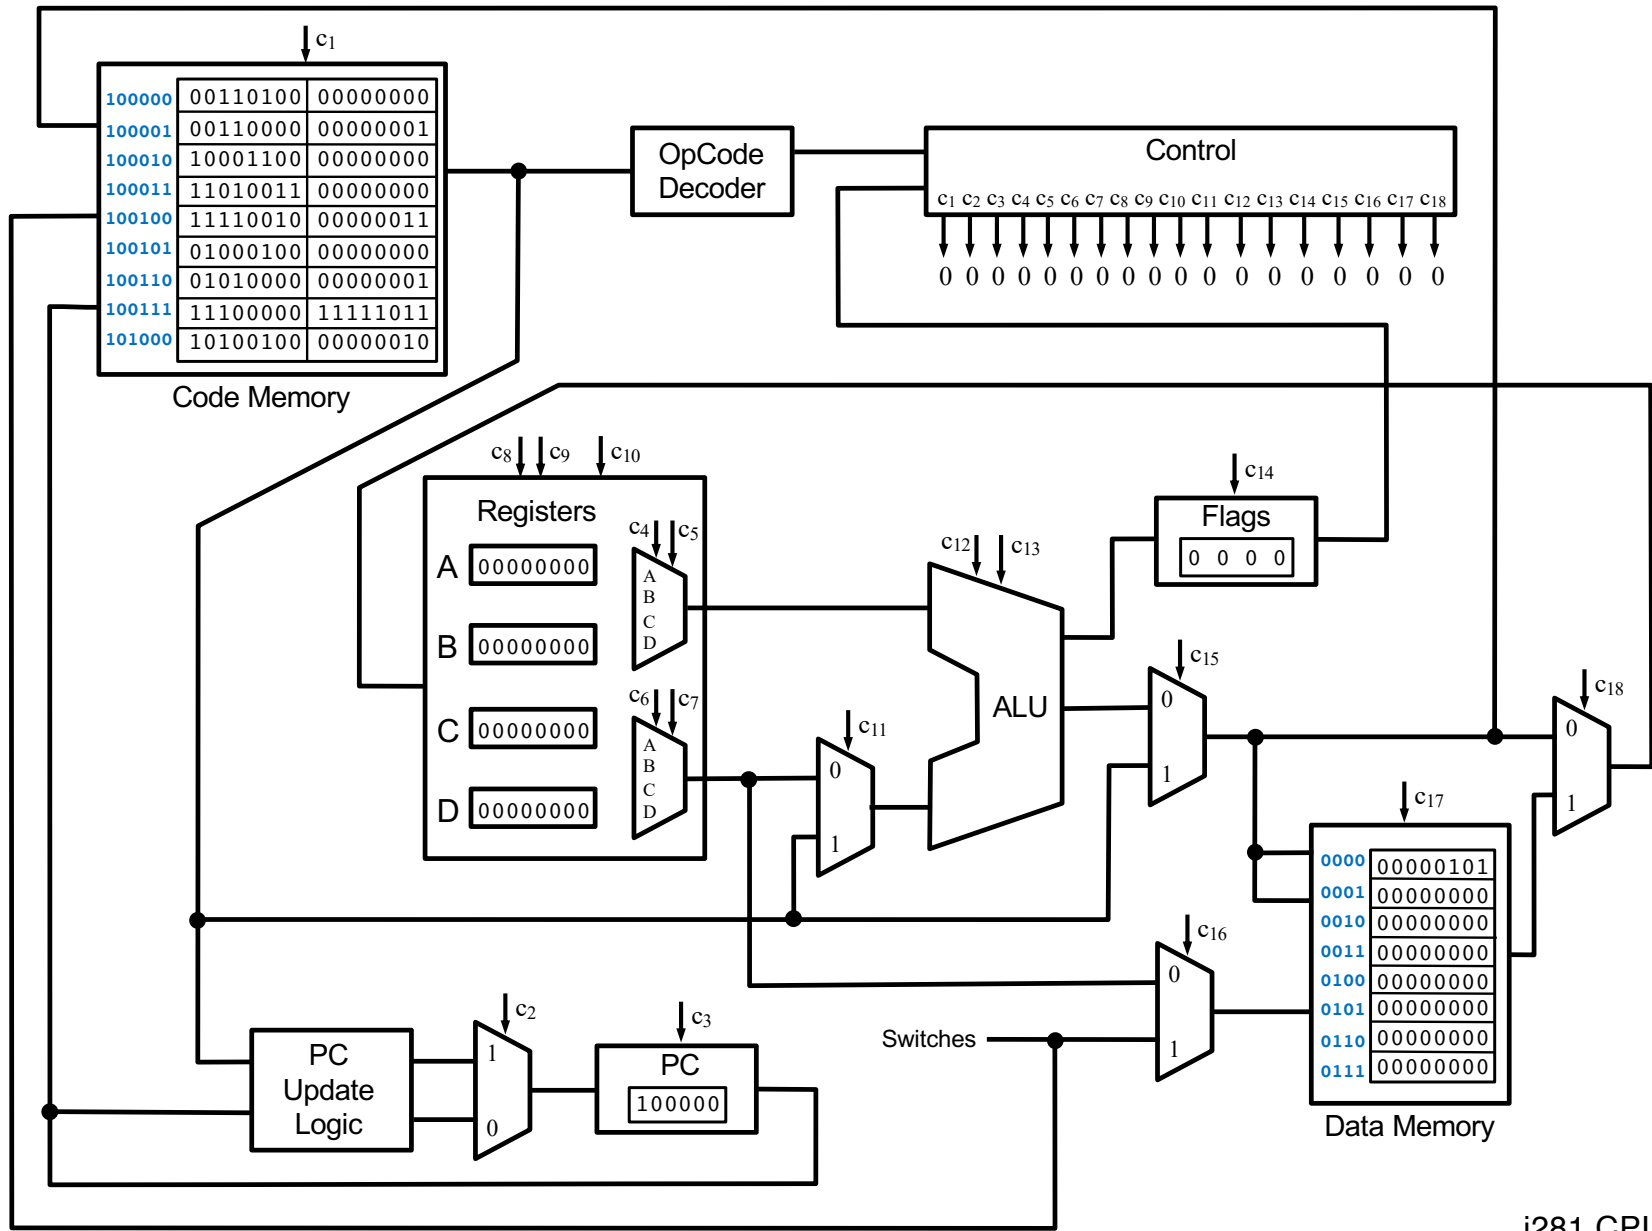 c1
100000 00110100 00000000
100001 00110000 00000001
100010 10001100 00000000
100011 11010011 00000000
100100 11110010 00000011
100101 01000100 00000000
100110 01010000 00000001
100111 11100000 11111011
101000 10100100 00000010
Code Memory
OpCode
Decoder
Control
c1 c2 c3 c4 c5 c6 c7 c8 c9 c10 c11 c12 c13 c14 c15 c16 c17 c18
0 0 0 0 0 0 0 0 0 0 0 0 0 0 0 0 0 0
c8 c9 c10
Registers
A 00000000
B 00000000
C 00000000
D 00000000
c4 c5
A
B
C
D
c6 c7
A
B
C
D
c11
0
1
c12 c13
ALU
c14
Flags
0 0 0 0
c15
0
1
c18
0
1
c17
0000 00000101
0001 00000000
0010 00000000
0011 00000000
0100 00000000
0101 00000000
0110 00000000
0111 00000000
Data Memory
c16
0
1
Switches
PC
Update
Logic
c2
1
0
c3
PC
100000